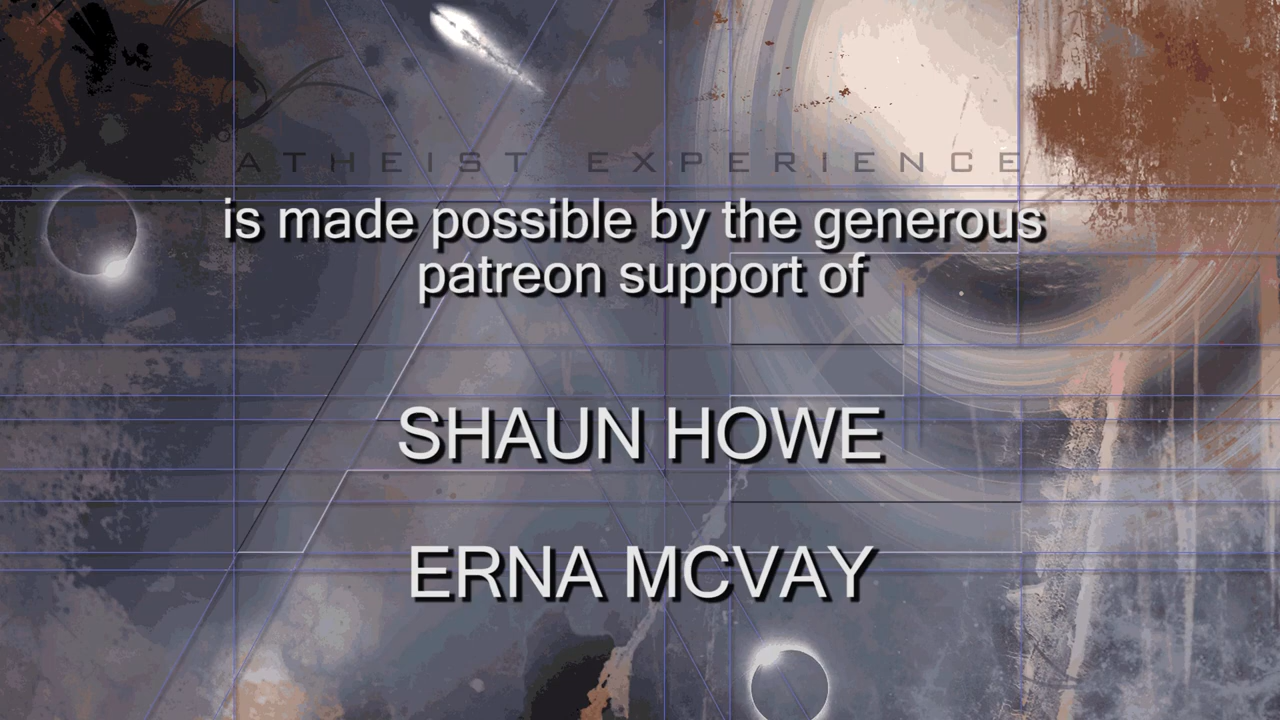 ATHEIST EXPERIENCE
is made possible by the generous
patreon support of
SHAUN HOWE
ERNA MCVAY